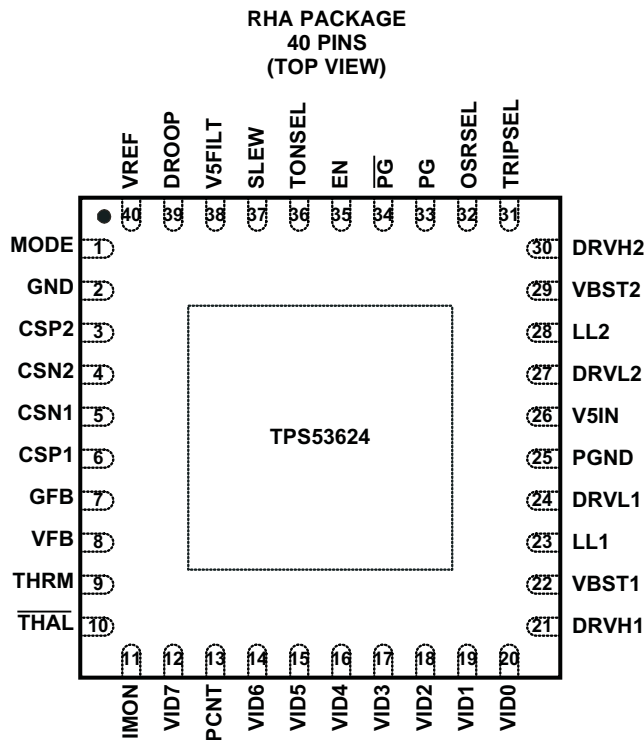 RHA PACKAGE
40 PINS
(TOP VIEW)
VREF
DROOP
V5FILT
SLEW
TONSEL
EN
PG
PG
OSRSEL
TRIPSEL
40
39
38
37
36
35
34
33
32
31
MODE 1
GND 2
CSP2 3
CSN2 4
CSN1 5
CSP1 6
GFB 7
VFB 8
THRM 9
THAL 10
TPS53624
30 DRVH2
29 VBST2
28 LL2
27 DRVL2
26 V5IN
25 PGND
24 DRVL1
23 LL1
22 VBST1
21 DRVH1
11
12
13
14
15
16
17
18
19
20
IMON
VID7
PCNT
VID6
VID5
VID4
VID3
VID2
VID1
VID0